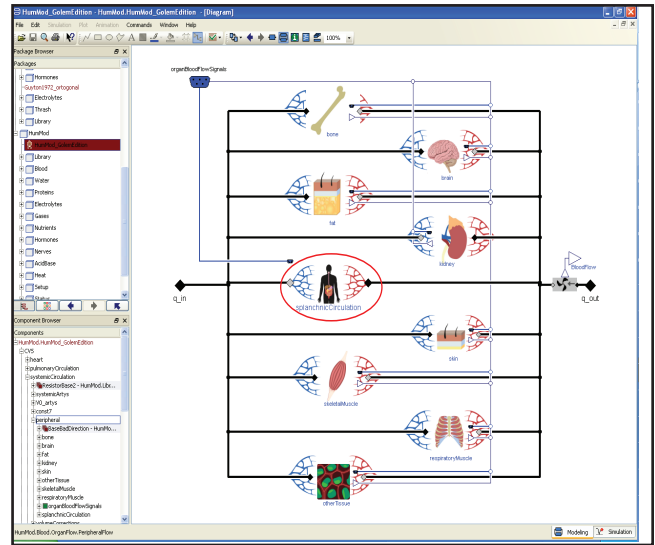 HumMod_GolemEdition - HumMod.HumMod_GolemEdition - [Diagram]
File Edit Simulation Plot Animation Commands Window Help
100%
Package Browser
Packages
Hormones
Guyton1972_ortogonal
Electrolytes
Thrash
Library
HumMod
HumMod_GolemEdition
Library
Blood
Water
Proteins
Electrolytes
Gases
Nutrients
Hormones
Nerves
AcidBase
Heat
Setup
Status
Component Browser
Components
HumMod.HumMod_GolemEdition
CVS
heart
pulmonaryCirculation
systemicCirculation
ResistorBase2 - HumMod.Libr...
systemicArtys
V0_artys
const7
peripheral
BaseBadDirection - HumMo...
bone
brain
fat
kidney
skin
otherTissue
skeletalMuscle
respiratoryMuscle
organBloodFlowSignals
splanchnicCirculation
volumeCorrections
organBloodFlowSignals
bone
brain
fat
kidney
BloodFlow
q_in
splanchnicCirculation
q_out
skin
skeletalMuscle
respiratoryMuscle
otherTissue
HumMod.Blood.OrganFlow.PeripheralFlow
Modeling
Simulation